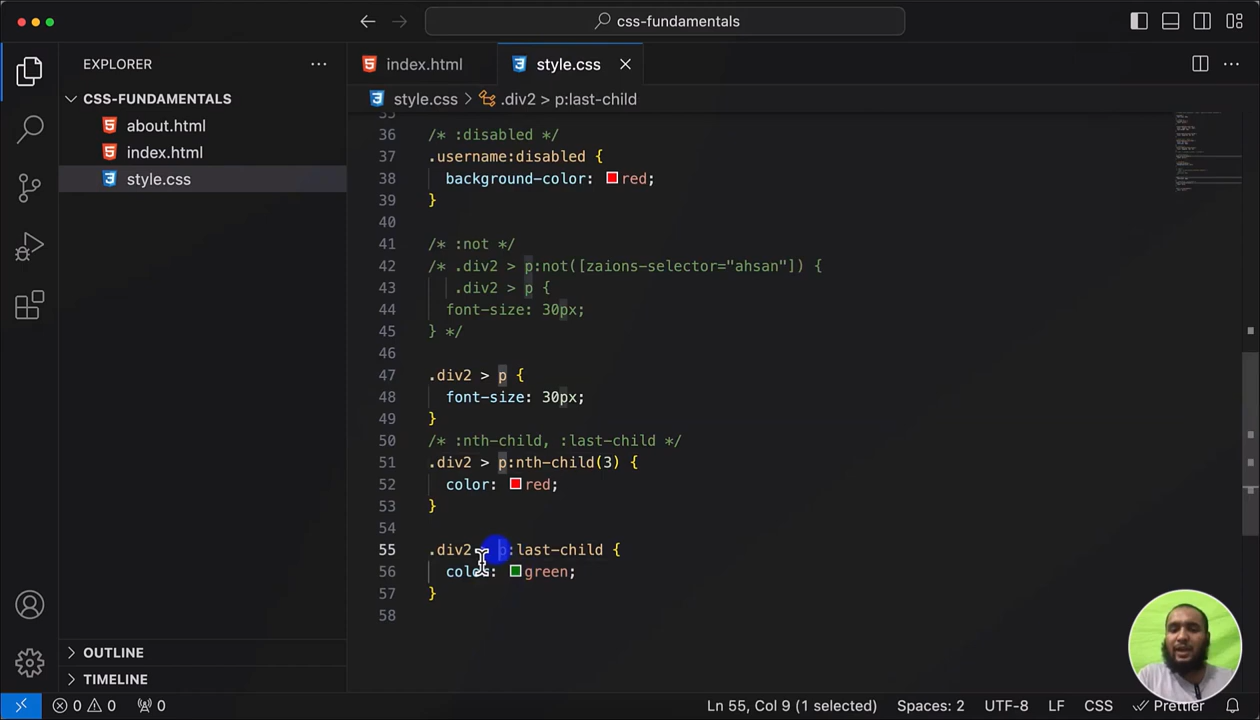 css-fundamentals
EXPLORER
index.html
style.css
CSS-FUNDAMENTALS
about.html
index.html
style.css
OUTLINE
TIMELINE
style.css > .div2 > p:last-child
36 /* :disabled */
37 .username:disabled {
38 background-color: red;
39 }
40
41 /* :not */
42 /* .div2 > p:not([zaions-selector="ahsan"]) {
43 .div2 > p {
44 font-size: 30px;
45 } */
46
47 .div2 > p {
48 font-size: 30px;
49 }
50 /* :nth-child, :last-child */
51 .div2 > p:nth-child(3) {
52 color: red;
53 }
54
55 .div2 > p:last-child {
56 color: green;
57 }
58
0 0 0
Ln 55, Col 9 (1 selected)
Spaces: 2
UTF-8
LF
CSS
Prettier